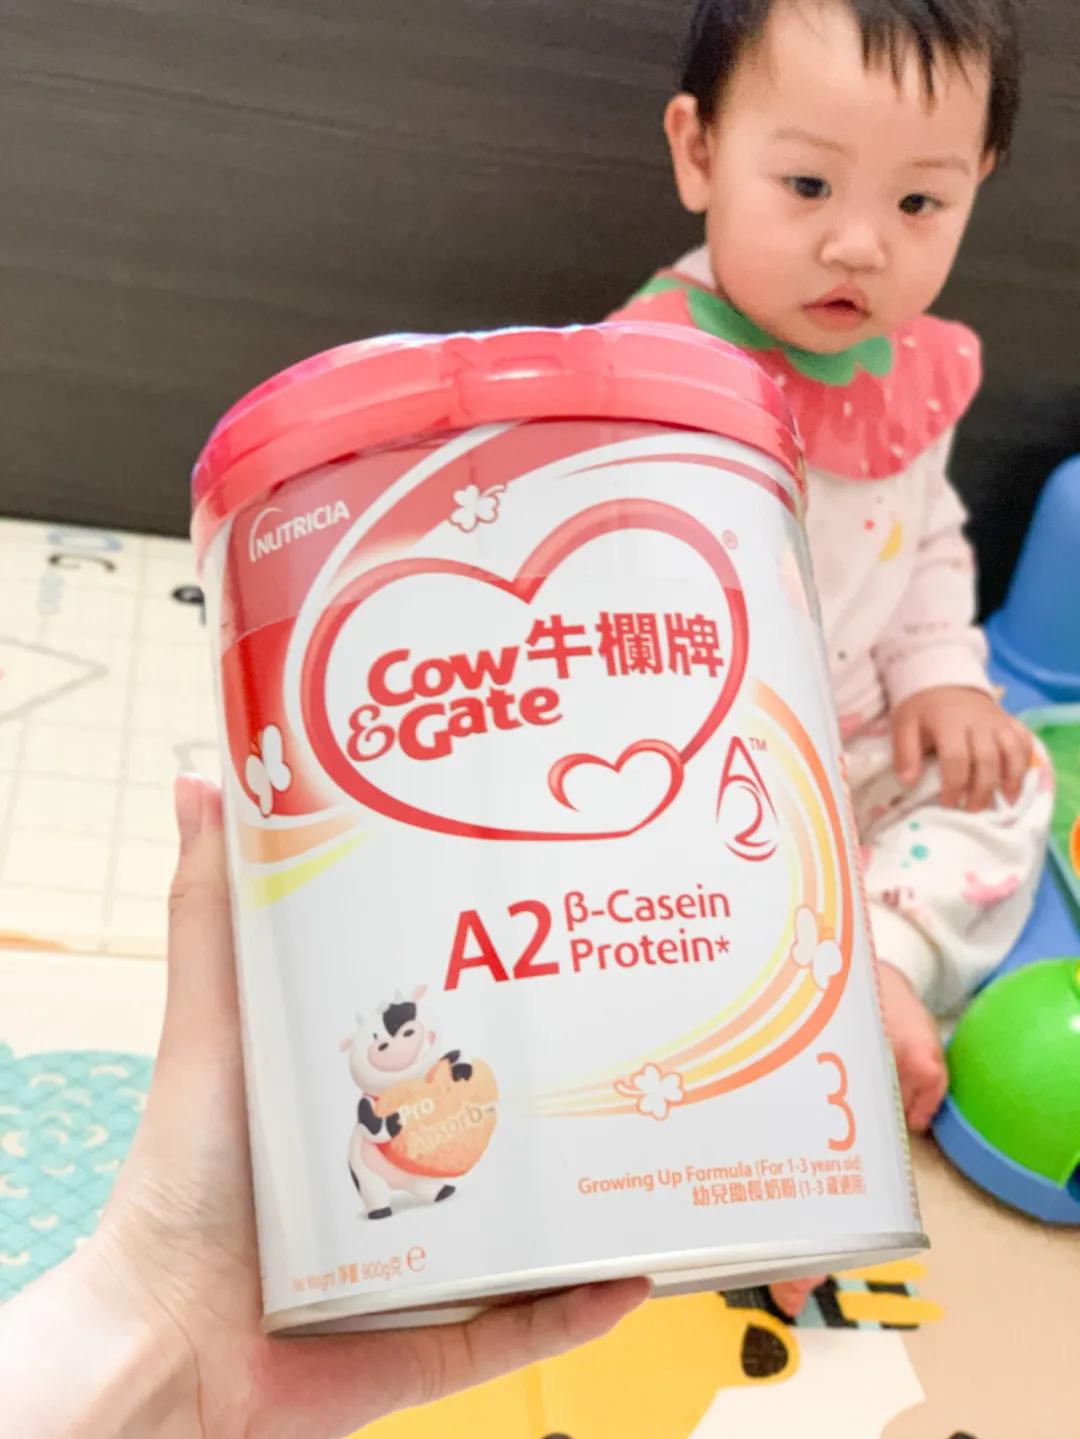 NUTRICIA
®
Cow
&Gate
牛欄牌
A2™
A2 β-Casein
Protein*
Pro
Absorb™
3
Growing Up Formula (For 1-3 years old)
幼兒助長奶粉 (1-3 歲適用)
Net Weight 淨重 900g克 ℮